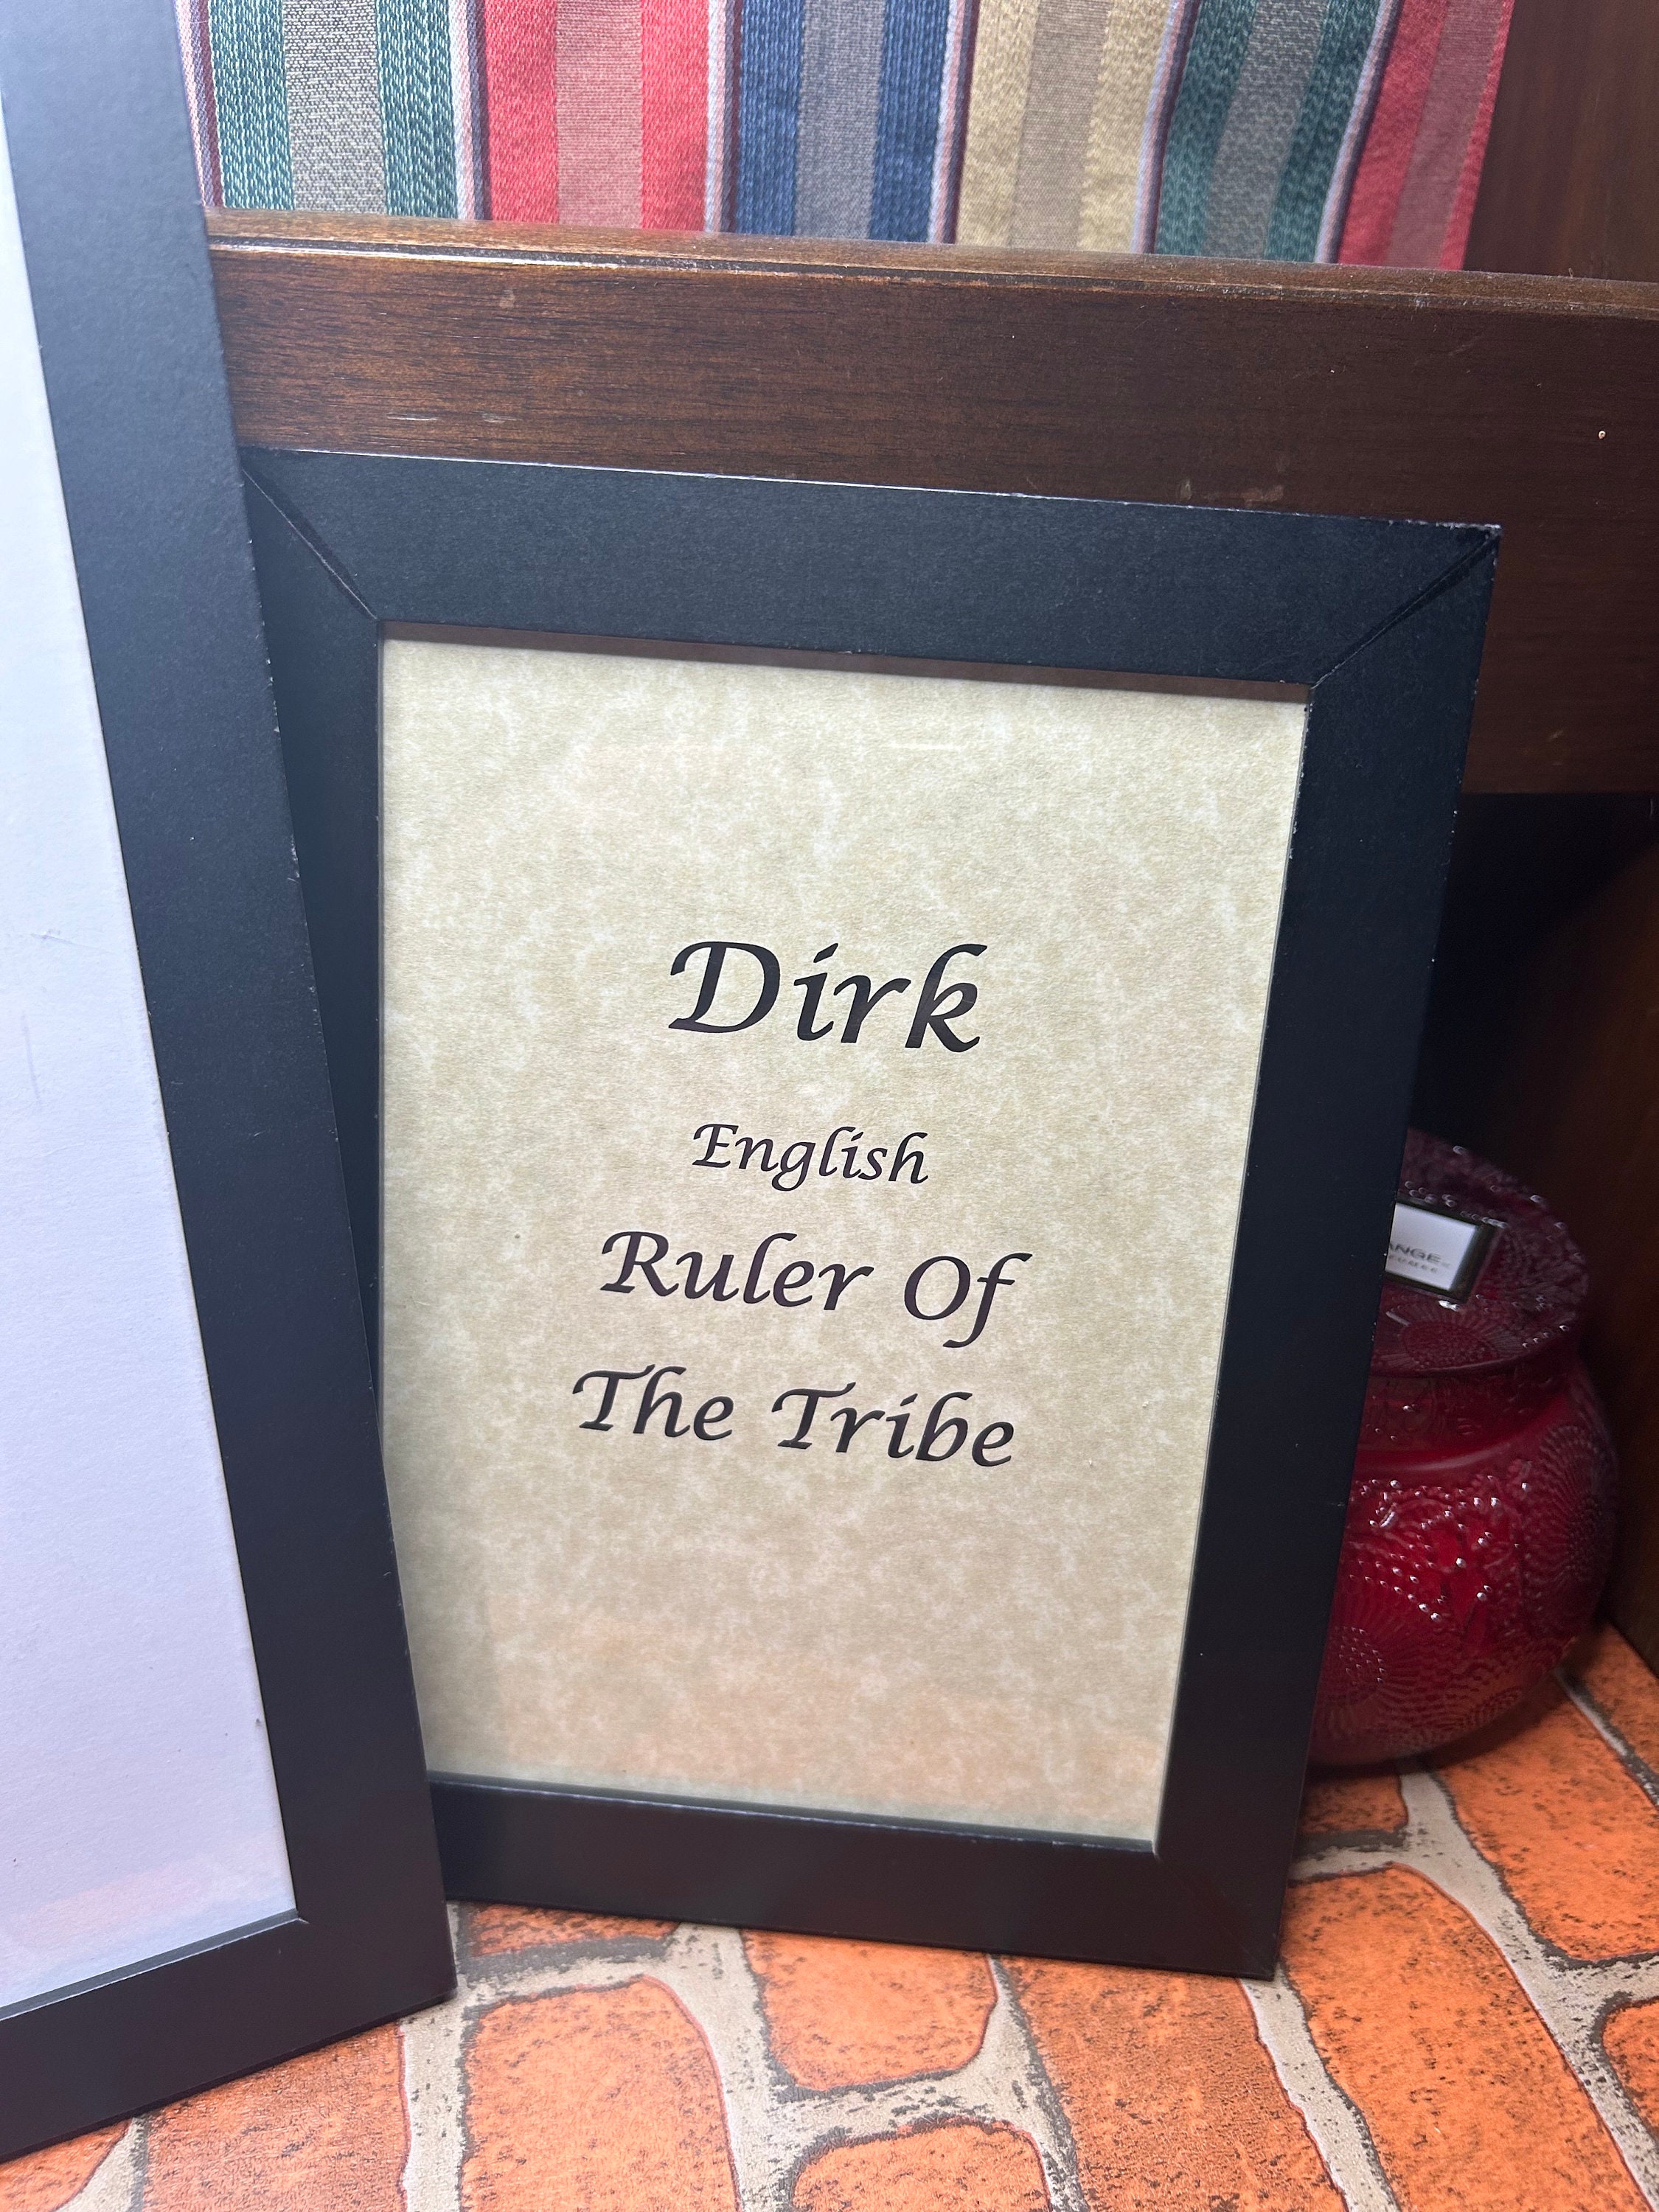 Dirk
English
Ruler Of
The Tribe